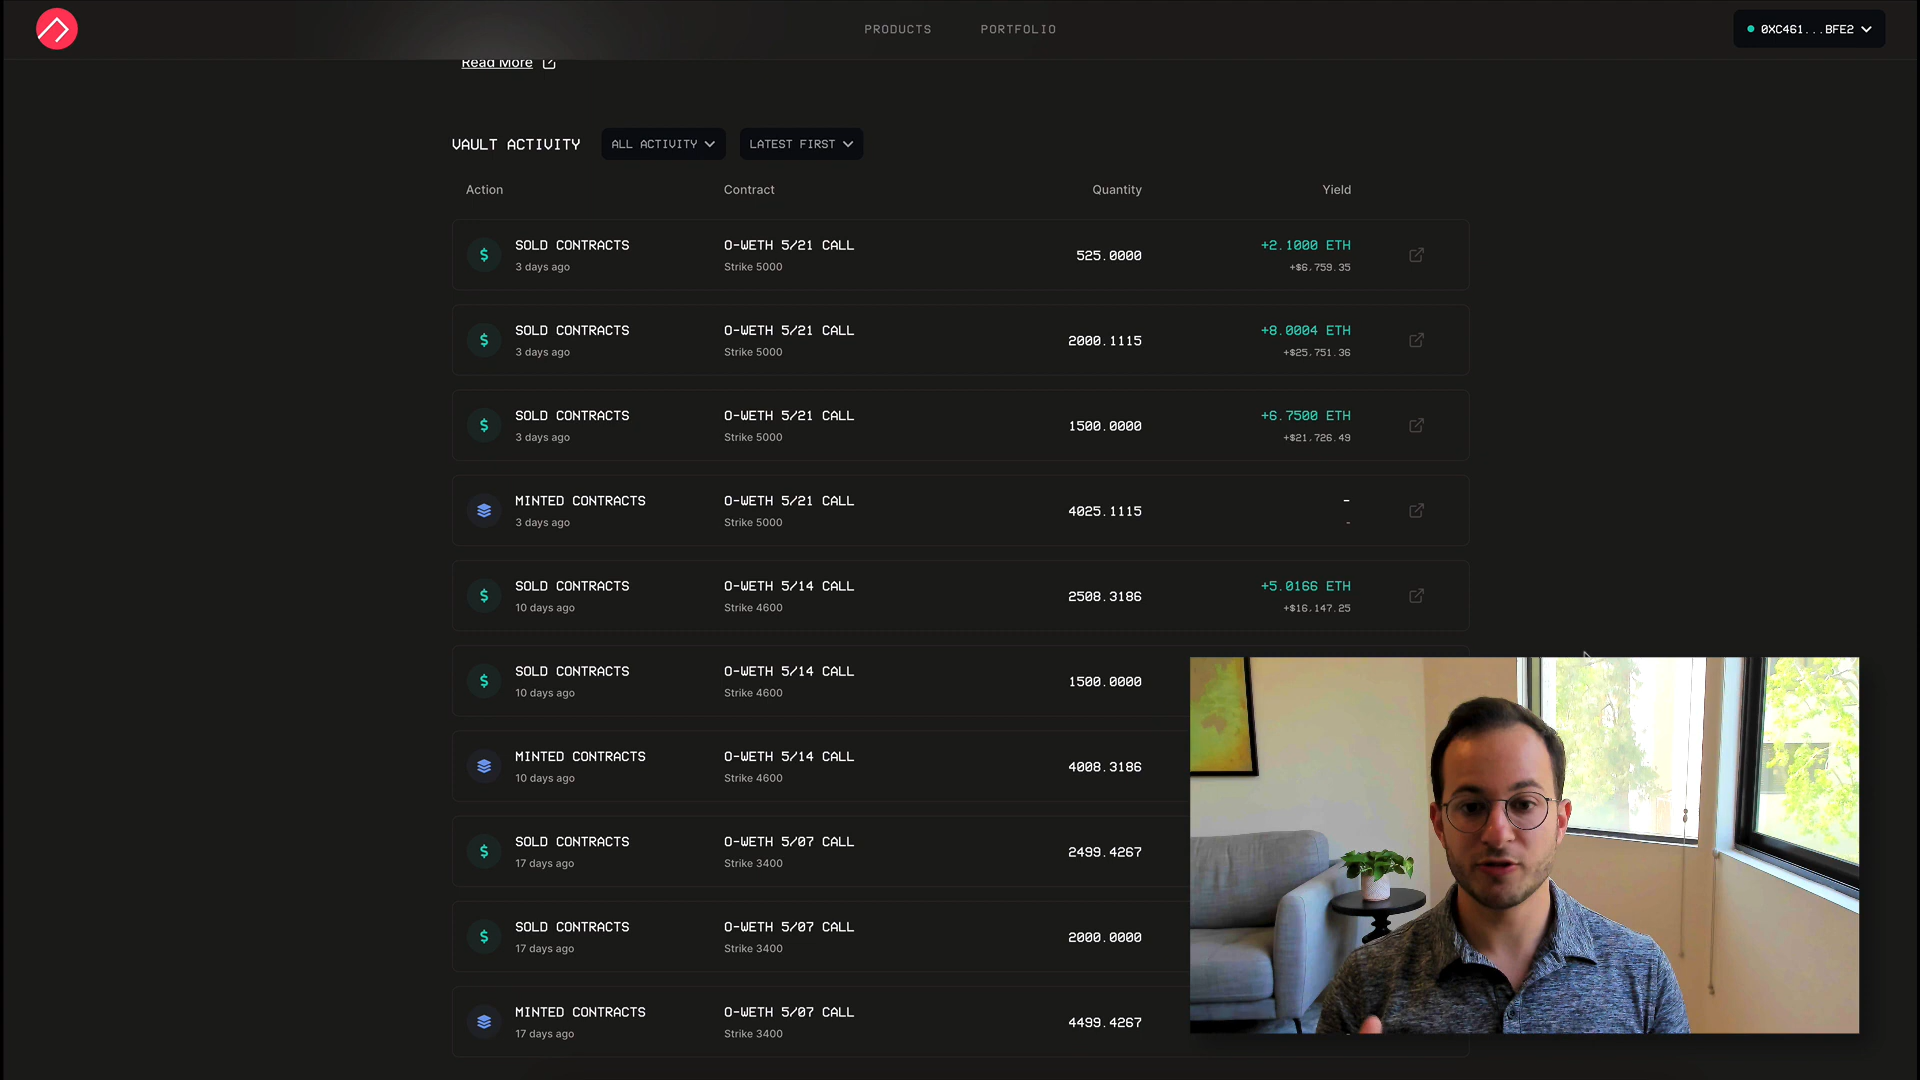 PRODUCTS PORTFOLIO 0XC461...BFE2
Read More
VAULT ACTIVITY ALL ACTIVITY LATEST FIRST
Action Contract Quantity Yield
SOLD CONTRACTS O-WETH 5/21 CALL 525.0000 +2.1000 ETH
3 days ago Strike 5000 +$6,759.35
SOLD CONTRACTS O-WETH 5/21 CALL 2000.1115 +8.0004 ETH
3 days ago Strike 5000 +$25,751.36
SOLD CONTRACTS O-WETH 5/21 CALL 1500.0000 +6.7500 ETH
3 days ago Strike 5000 +$21,726.49
MINTED CONTRACTS O-WETH 5/21 CALL 4025.1115 -
3 days ago Strike 5000 -
SOLD CONTRACTS O-WETH 5/14 CALL 2508.3186 +5.0166 ETH
10 days ago Strike 4600 +$16,147.25
SOLD CONTRACTS O-WETH 5/14 CALL 1500.0000
10 days ago Strike 4600
MINTED CONTRACTS O-WETH 5/14 CALL 4008.3186
10 days ago Strike 4600
SOLD CONTRACTS O-WETH 5/07 CALL 2499.4267
17 days ago Strike 3400
SOLD CONTRACTS O-WETH 5/07 CALL 2000.0000
17 days ago Strike 3400
MINTED CONTRACTS O-WETH 5/07 CALL 4499.4267
17 days ago Strike 3400